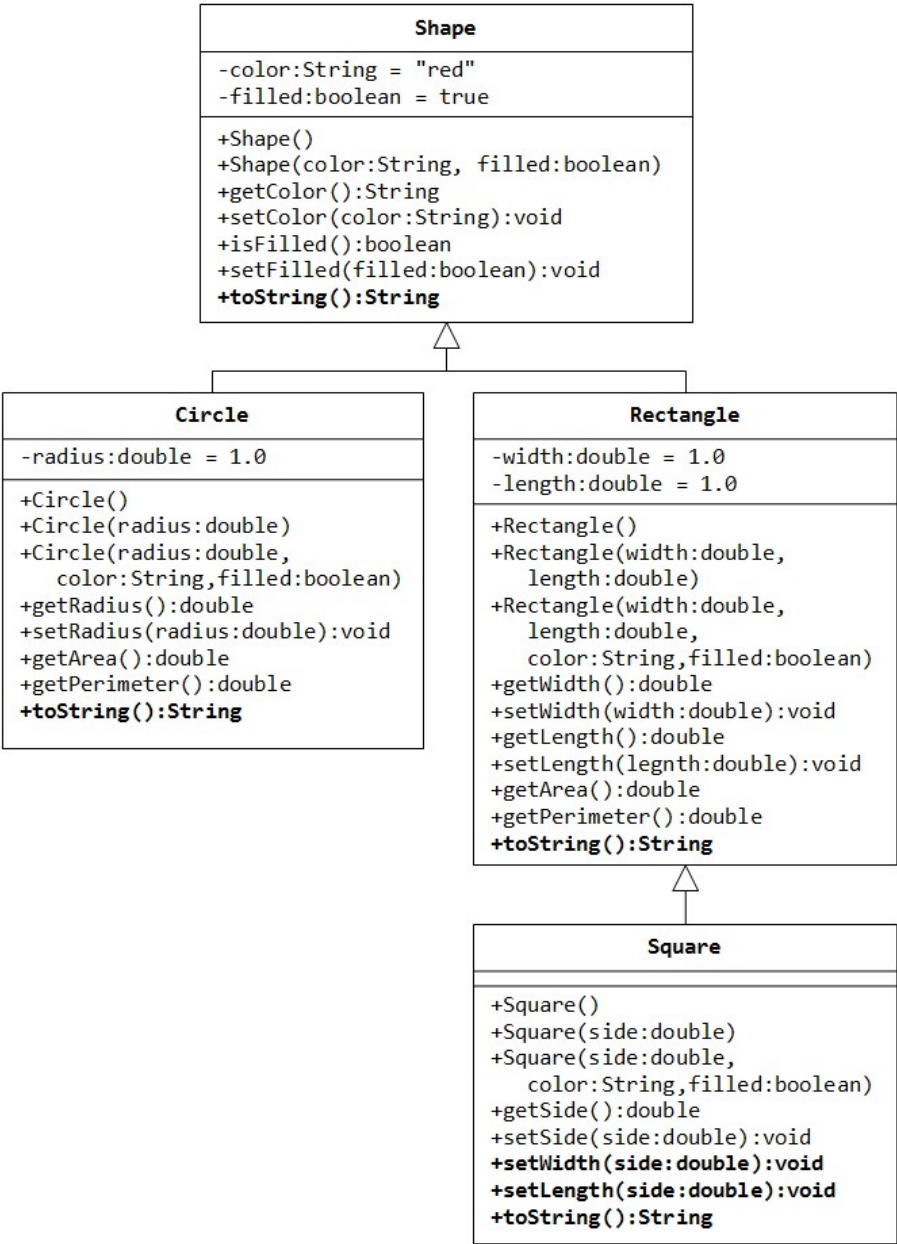 Shape
-color:String = "red"
-filled:boolean = true
+Shape()
+Shape(color:String, filled:boolean)
+getColor():String
+setColor(color:String):void
+isFilled():boolean
+setFilled(filled:boolean):void
+toString():String
Circle
-radius:double = 1.0
+Circle()
+Circle(radius:double)
+Circle(radius:double,
color:String,filled:boolean)
+getRadius():double
+setRadius(radius:double):void
+getArea():double
+getPerimeter():double
+toString():String
Rectangle
-width:double = 1.0
-length:double = 1.0
+Rectangle()
+Rectangle(width:double,
length:double)
+Rectangle(width:double,
length:double,
color:String,filled:boolean)
+getWidth():double
+setWidth(width:double):void
+getLength():double
+setLength(legnth:double):void
+getArea():double
+getPerimeter():double
+toString():String
Square
+Square()
+Square(side:double)
+Square(side:double,
color:String,filled:boolean)
+getSide():double
+setSide(side:double):void
+setWidth(side:double):void
+setLength(side:double):void
+toString():String